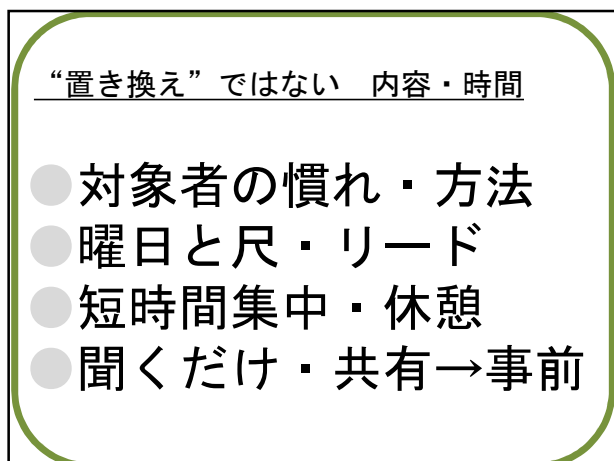 “置き換え”ではない　内容・時間
●対象者の慣れ・方法
●曜日と尺・リード
●短時間集中・休憩
●聞くだけ・共有→事前